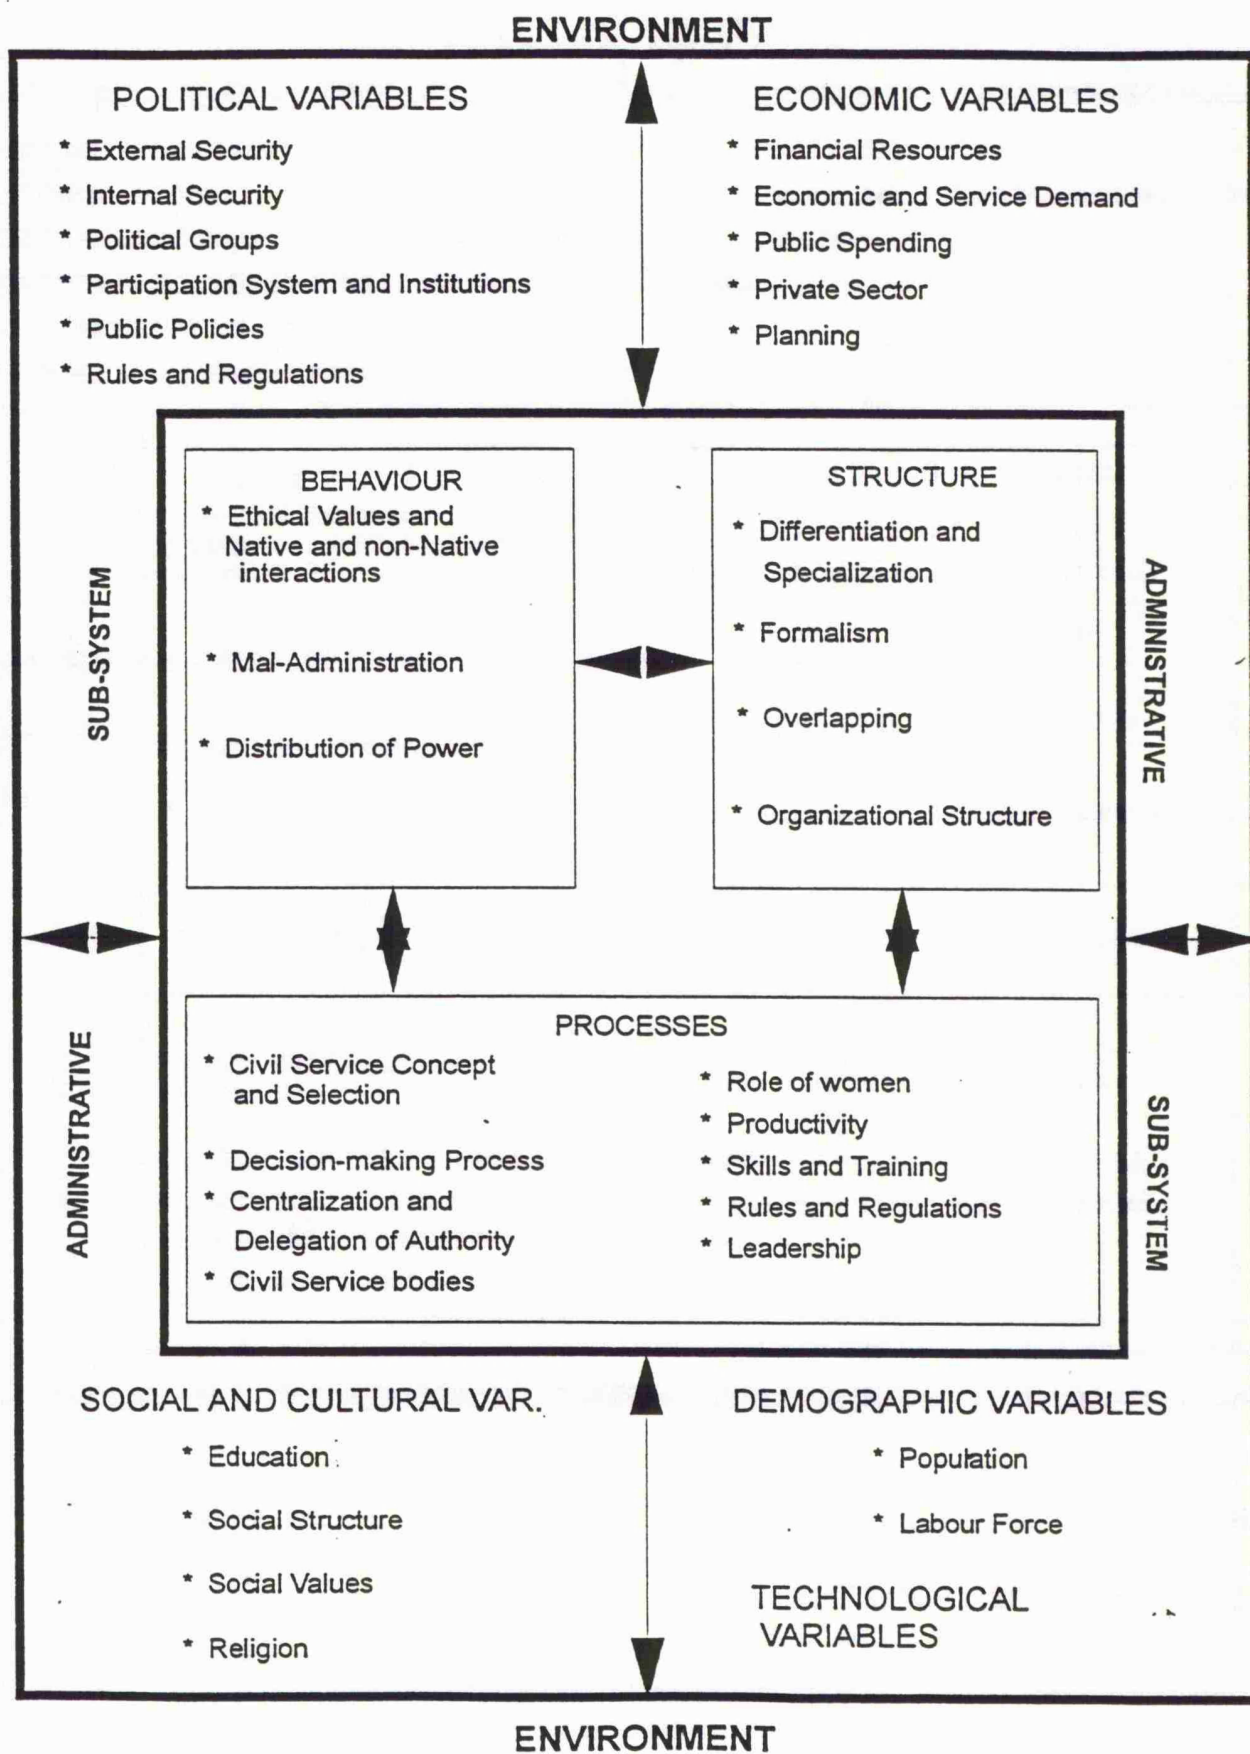 ENVIRONMENT
POLITICAL VARIABLES
* External Security
* Internal Security
* Political Groups
* Participation System and Institutions
* Public Policies
* Rules and Regulations
ECONOMIC VARIABLES
* Financial Resources
* Economic and Service Demand
* Public Spending
* Private Sector
* Planning
SUB-SYSTEM
ADMINISTRATIVE
BEHAVIOUR
* Ethical Values and
Native and non-Native
interactions
* Mal-Administration
* Distribution of Power
STRUCTURE
* Differentiation and
Specialization
* Formalism
* Overlapping
* Organizational Structure
ADMINISTRATIVE
SUB-SYSTEM
PROCESSES
* Civil Service Concept
and Selection
* Decision-making Process
* Centralization and
Delegation of Authority
* Civil Service bodies
* Role of women
* Productivity
* Skills and Training
* Rules and Regulations
* Leadership
SOCIAL AND CULTURAL VAR.
* Education
* Social Structure
* Social Values
* Religion
DEMOGRAPHIC VARIABLES
* Population
* Labour Force
TECHNOLOGICAL
VARIABLES
ENVIRONMENT